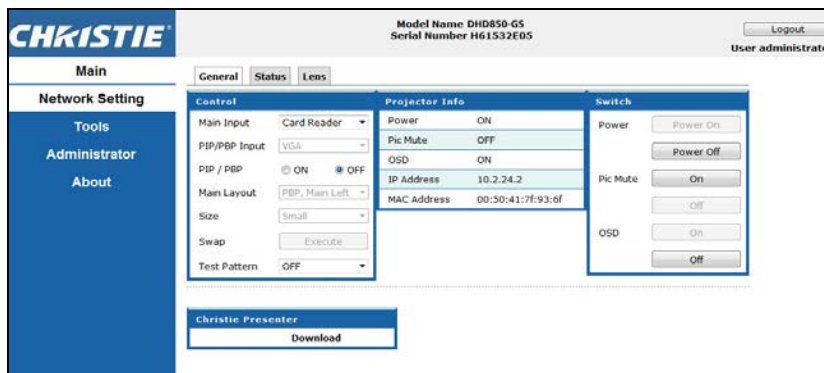 CHRISTIE
Model Name DHD850-GS
Serial Number H61532E05
Logout
User administrato
Main
Network Setting
Tools
Administrator
About
General Status Lens
Control
Main Input Card Reader
PIP/PBP Input VGA
PIP / PBP ON OFF
Main Layout PBP, Main Left
Size Small
Swap Execute
Test Pattern OFF
Projector Info
Power ON
Pic Mute OFF
OSD ON
IP Address 10.2.24.2
MAC Address 00:50:41:7f:93:6f
Switch
Power Power On
Power Off
Pic Mute On
Off
OSD On
Off
Christie Presenter
Download